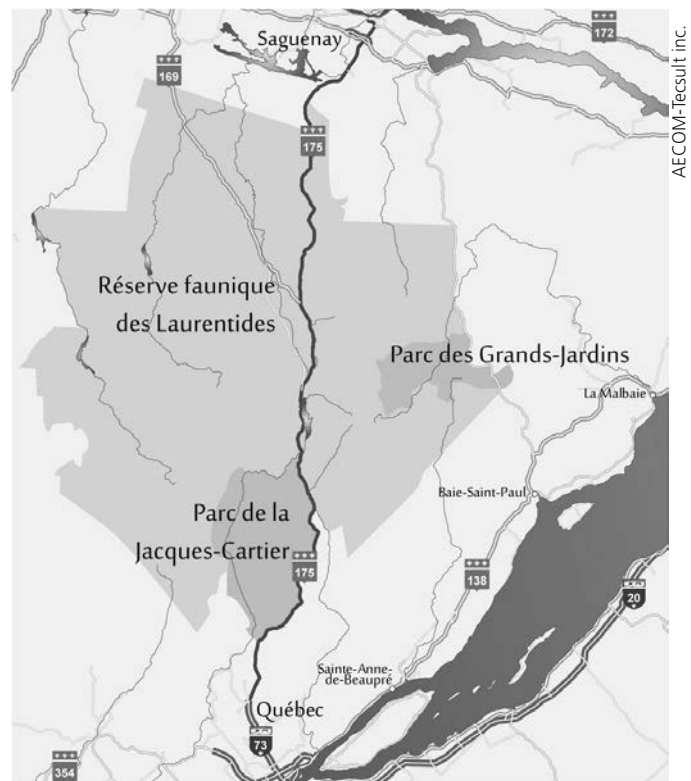 Saguenay
172
169
175
AECOM-Tecsult inc.
Réserve faunique
des Laurentides
Parc des Grands-Jardins
La Malbaie
Baie-Saint-Paul
Parc de la
Jacques-Cartier
175
138
20
Sainte-Anne-
de-Beaupré
Québec
73
354